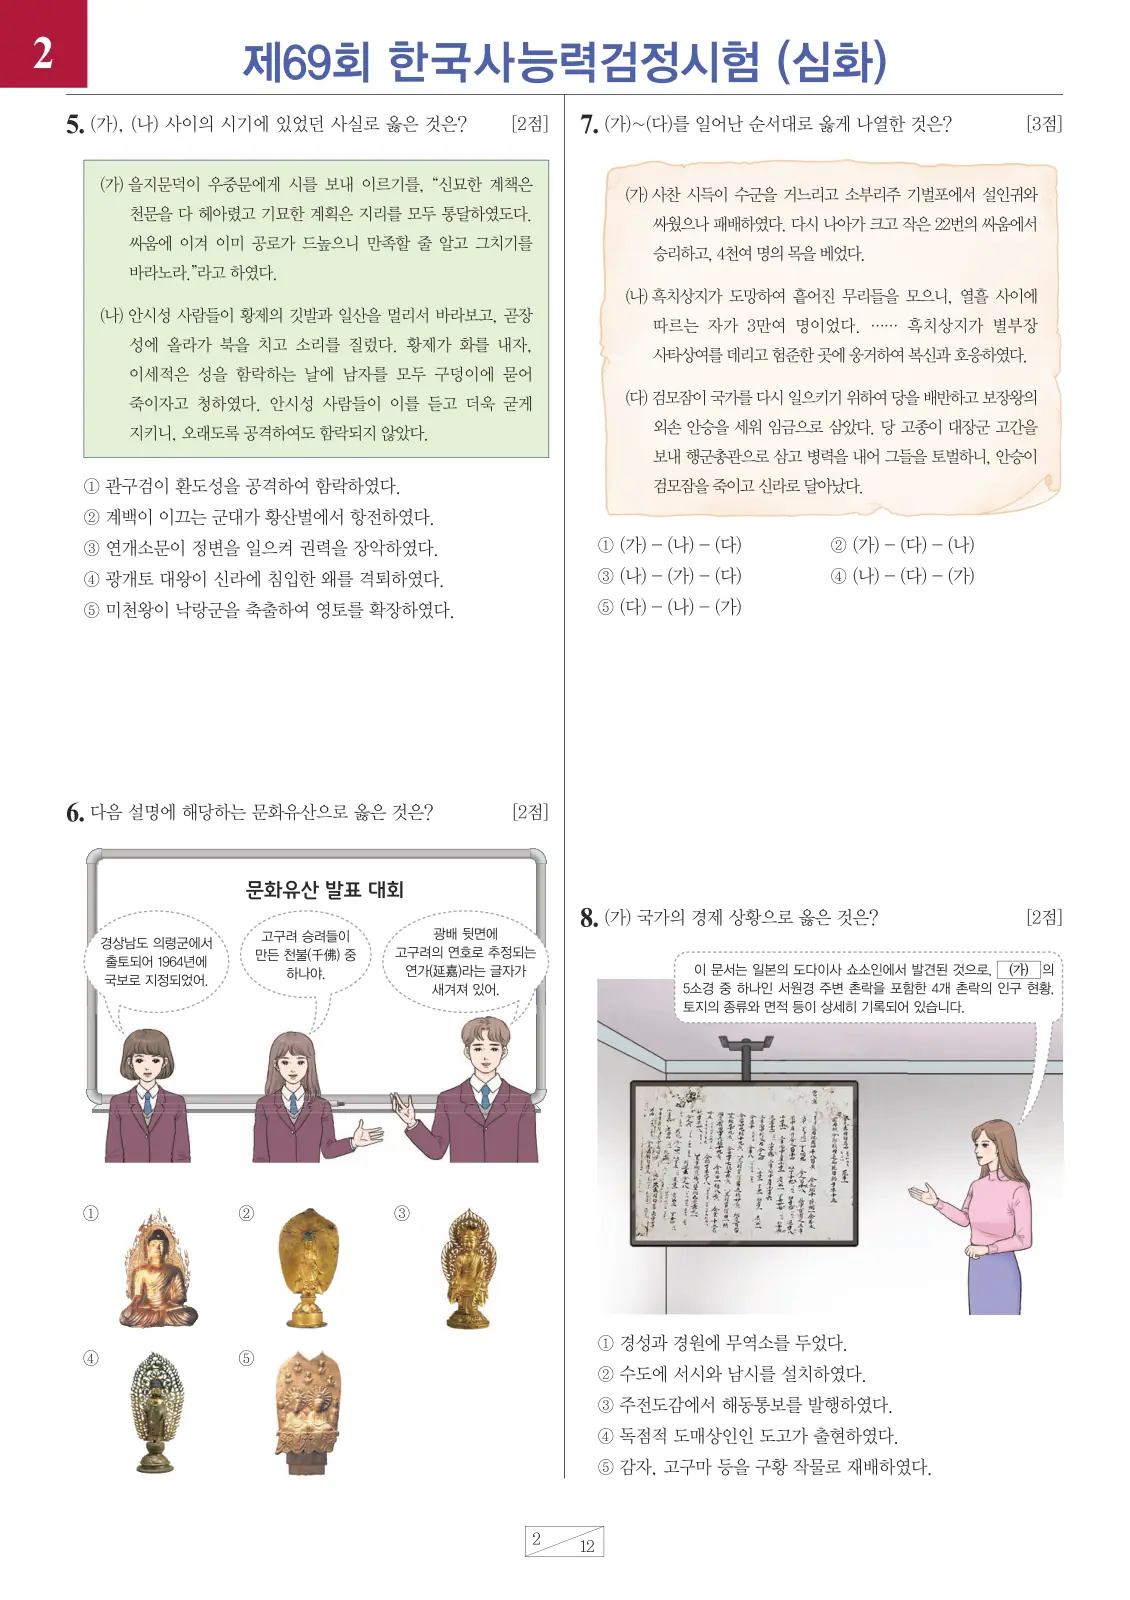 2
제69회 한국사능력검정시험 (심화)
5. (가), (나) 사이의 시기에 있었던 사실로 옳은 것은? [2점]
(가) 을지문덕이 우중문에게 시를 보내 이르기를, “신묘한 계책은
천문을 다 헤아렸고 기묘한 계획은 지리를 모두 통달하였도다.
싸움에 이겨 이미 공로가 드높으니 만족할 줄 알고 그치기를
바라노라.”라고 하였다.
(나) 안시성 사람들이 황제의 깃발과 일산을 멀리서 바라보고, 곧장
성에 올라가 북을 치고 소리를 질렀다. 황제가 화를 내자,
이세적은 성을 함락하는 날에 남자를 모두 구덩이에 묻어
죽이자고 청하였다. 안시성 사람들이 이를 듣고 더욱 굳게
지키니, 오래도록 공격하여도 함락되지 않았다.
① 관구검이 환도성을 공격하여 함락하였다.
② 계백이 이끄는 군대가 황산벌에서 항전하였다.
③ 연개소문이 정변을 일으켜 권력을 장악하였다.
④ 광개토 대왕이 신라에 침입한 왜를 격퇴하였다.
⑤ 미천왕이 낙랑군을 축출하여 영토를 확장하였다.
6. 다음 설명에 해당하는 문화유산으로 옳은 것은? [2점]
문화유산 발표 대회
경상남도 의령군에서
출토되어 1964년에
국보로 지정되었어.
고구려 승려들이
만든 천불(千佛) 중
하나야.
광배 뒷면에
고구려의 연호로 추정되는
연가(延嘉)라는 글자가
새겨져 있어.
① ② ③
④ ⑤
7. (가)~(다)를 일어난 순서대로 옳게 나열한 것은? [3점]
(가) 사찬 시득이 수군을 거느리고 소부리주 기벌포에서 설인귀와
싸웠으나 패배하였다. 다시 나아가 크고 작은 22번의 싸움에서
승리하고, 4천여 명의 목을 베었다.
(나) 흑치상지가 도망하여 흩어진 무리들을 모으니, 열흘 사이에
따르는 자가 3만여 명이었다. …… 흑치상지가 별부장
사타상여를 데리고 험준한 곳에 웅거하여 복신과 호응하였다.
(다) 검모잠이 국가를 다시 일으키기 위하여 당을 배반하고 보장왕의
외손 안승을 세워 임금으로 삼았다. 당 고종이 대장군 고간을
보내 행군총관으로 삼고 병력을 내어 그들을 토벌하니, 안승이
검모잠을 죽이고 신라로 달아났다.
① (가) - (나) - (다) ② (가) - (다) - (나)
③ (나) - (가) - (다) ④ (나) - (다) - (가)
⑤ (다) - (나) - (가)
8. (가) 국가의 경제 상황으로 옳은 것은? [2점]
이 문서는 일본의 도다이사 쇼소인에서 발견된 것으로, (가) 의
5소경 중 하나인 서원경 주변 촌락을 포함한 4개 촌락의 인구 현황,
토지의 종류와 면적 등이 상세히 기록되어 있습니다.
① 경성과 경원에 무역소를 두었다.
② 수도에 서시와 남시를 설치하였다.
③ 주전도감에서 해동통보를 발행하였다.
④ 독점적 도매상인인 도고가 출현하였다.
⑤ 감자, 고구마 등을 구황 작물로 재배하였다.
2
12